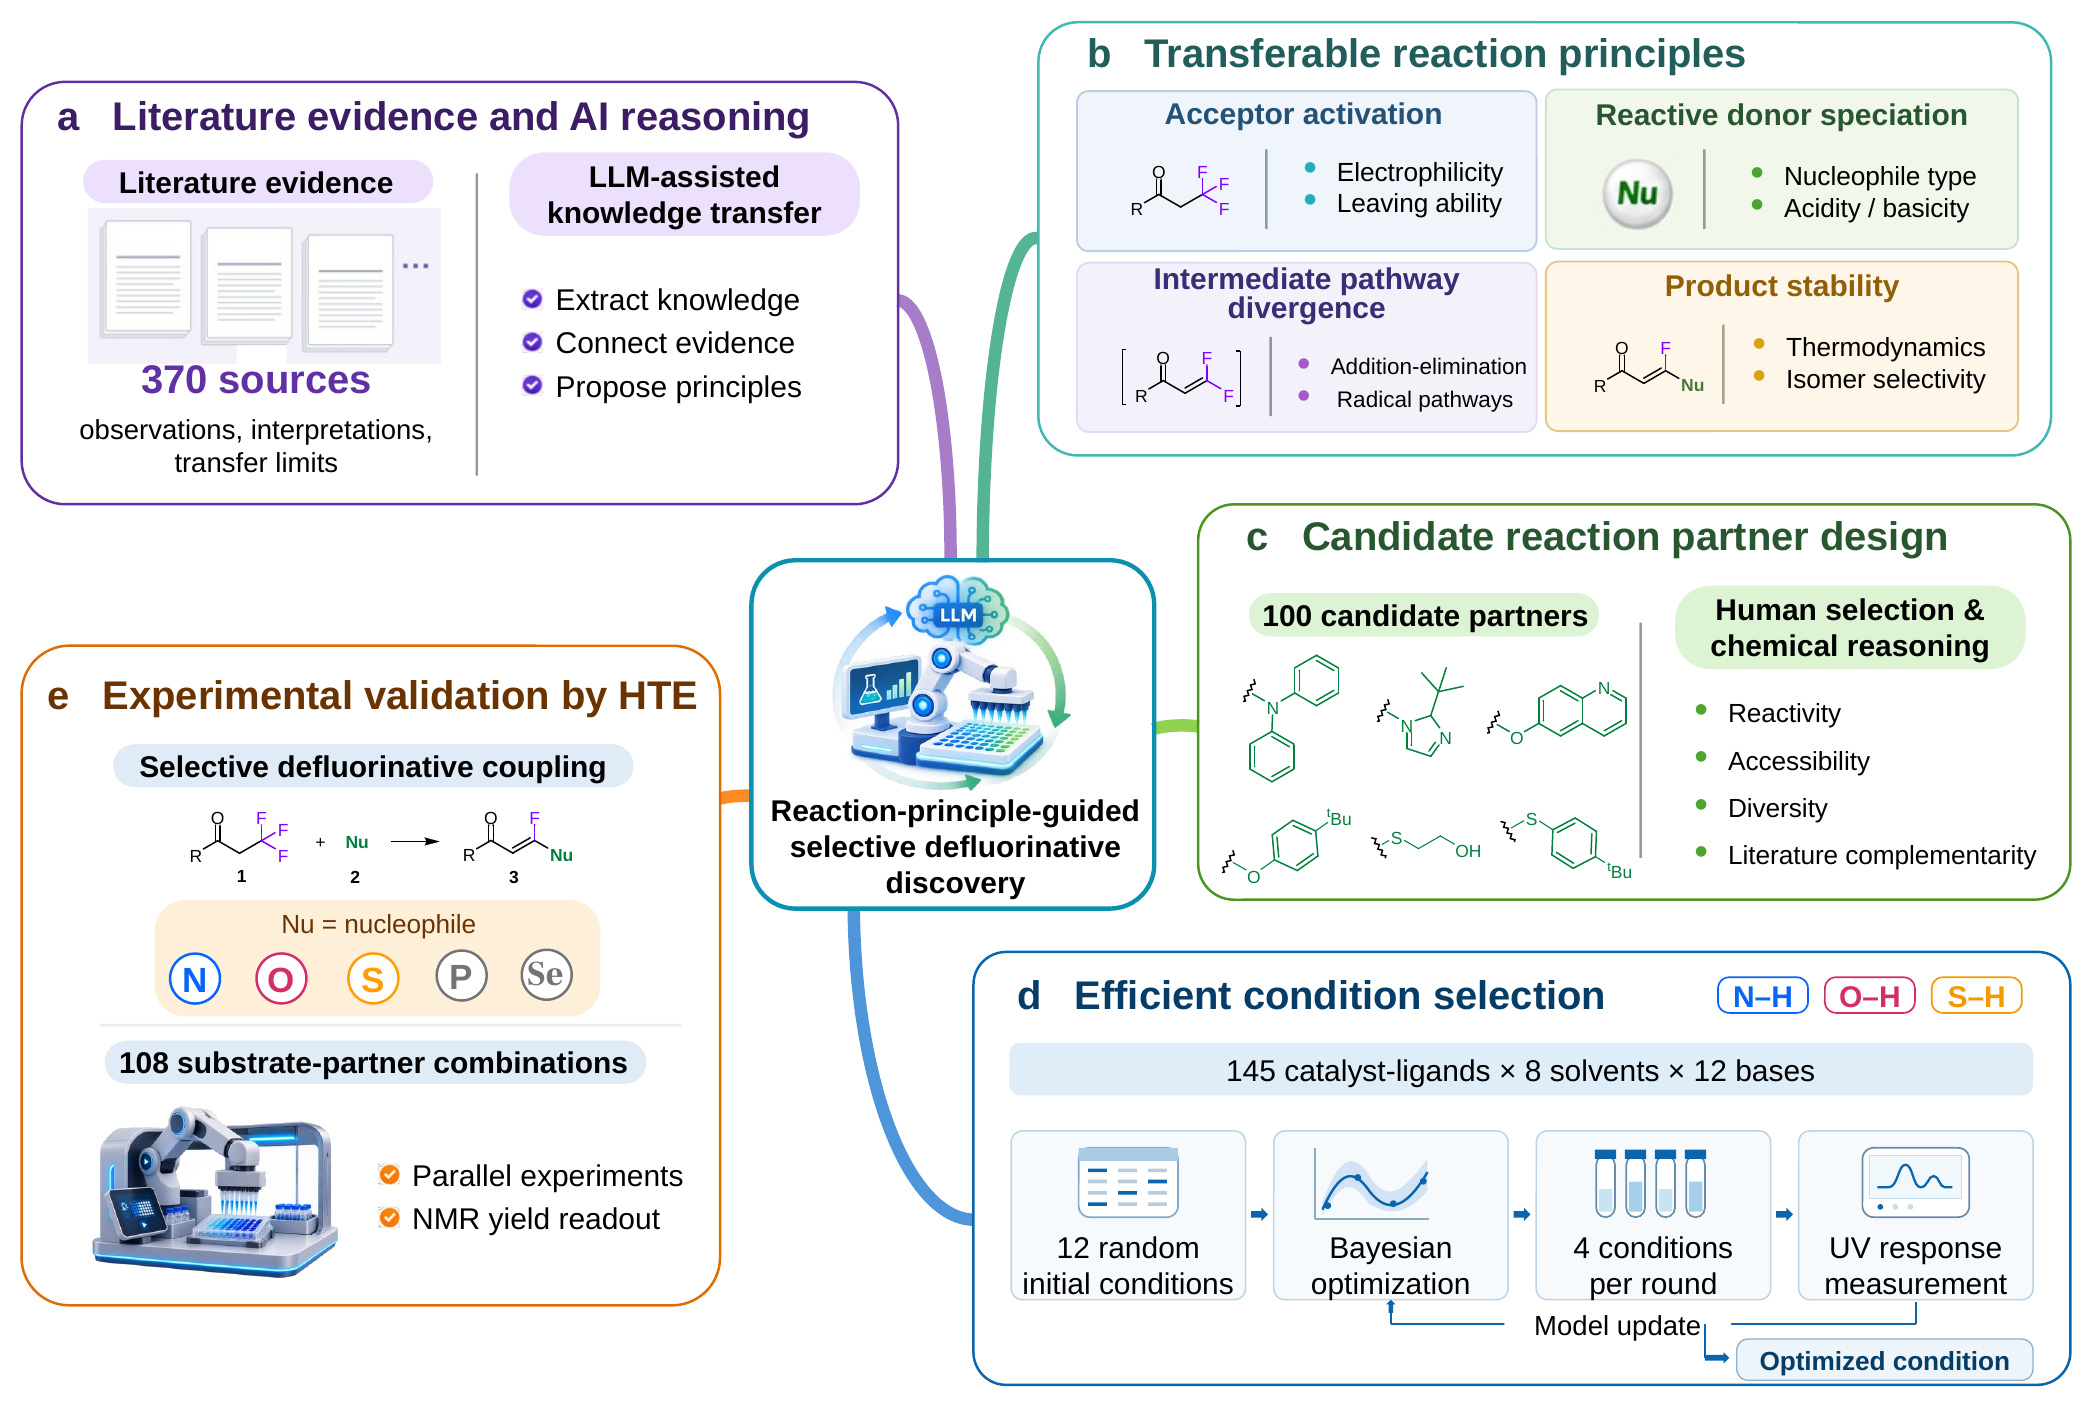 a Literature evidence and AI reasoning
Literature evidence
...
370 sources
observations, interpretations,
transfer limits
LLM-assisted
knowledge transfer
Extract knowledge
Connect evidence
Propose principles
b Transferable reaction principles
Acceptor activation
O
F
F
F
R
Electrophilicity
Leaving ability
Reactive donor speciation
Nu
Nucleophile type
Acidity / basicity
Intermediate pathway
divergence
O
F
R
F
Addition-elimination
Radical pathways
Product stability
O
F
R
Nu
Thermodynamics
Isomer selectivity
LLM
Reaction-principle-guided
selective defluorinative
discovery
c Candidate reaction partner design
100 candidate partners
N
N
N
N
O
O
tBu
S
OH
S
tBu
Human selection &
chemical reasoning
Reactivity
Accessibility
Diversity
Literature complementarity
d Efficient condition selection
N–H
O–H
S–H
145 catalyst-ligands × 8 solvents × 12 bases
12 random
initial conditions
Bayesian
optimization
4 conditions
per round
UV response
measurement
Model update
Optimized condition
e Experimental validation by HTE
Selective defluorinative coupling
O
F
F
F
R
1
+
Nu
2
O
F
R
Nu
3
Nu = nucleophile
N O S P Se
108 substrate-partner combinations
Parallel experiments
NMR yield readout